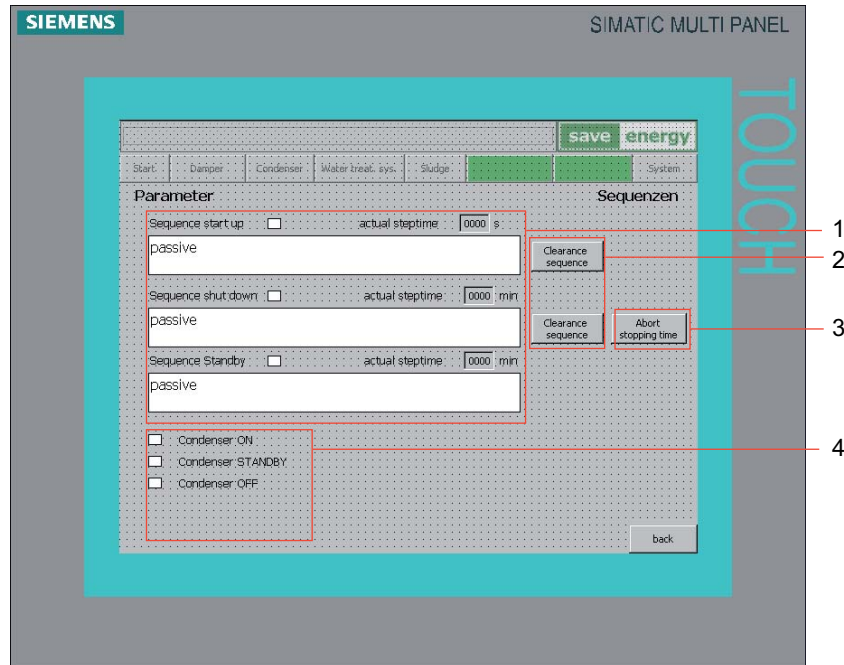 SIEMENS
SIMATIC MULTI PANEL
TOUCH
save energy
Start Damper Condenser Water treat. sys. Sludge System
Parameter Sequenzen
Sequence start up actual steptime 0000 s
1
passive
Clearance
sequence
2
Sequence shut down actual steptime 0000 min
passive
Clearance
sequence
Abort
stopping time
3
Sequence Standby actual steptime 0000 min
passive
Condenser ON
4
Condenser STANDBY
Condenser OFF
back